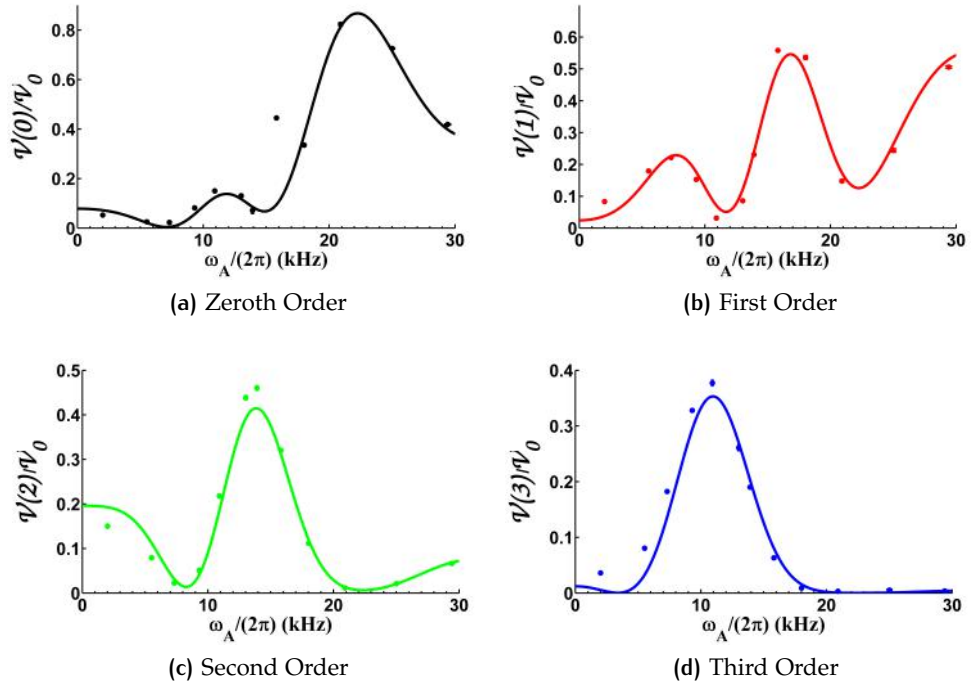 0.8
0.6
0.4
0.2
0
0 10 20 30
𝒱(0)/𝒱₀
ω_A/(2π) (kHz)
(a) Zeroth Order
0.6
0.5
0.4
0.3
0.2
0.1
0
0 10 20 30
𝒱(1)/𝒱₀
ω_A/(2π) (kHz)
(b) First Order
0.5
0.4
0.3
0.2
0.1
0
0 10 20 30
𝒱(2)/𝒱₀
ω_A/(2π) (kHz)
(c) Second Order
0.4
0.3
0.2
0.1
0
0 10 20 30
𝒱(3)/𝒱₀
ω_A/(2π) (kHz)
(d) Third Order